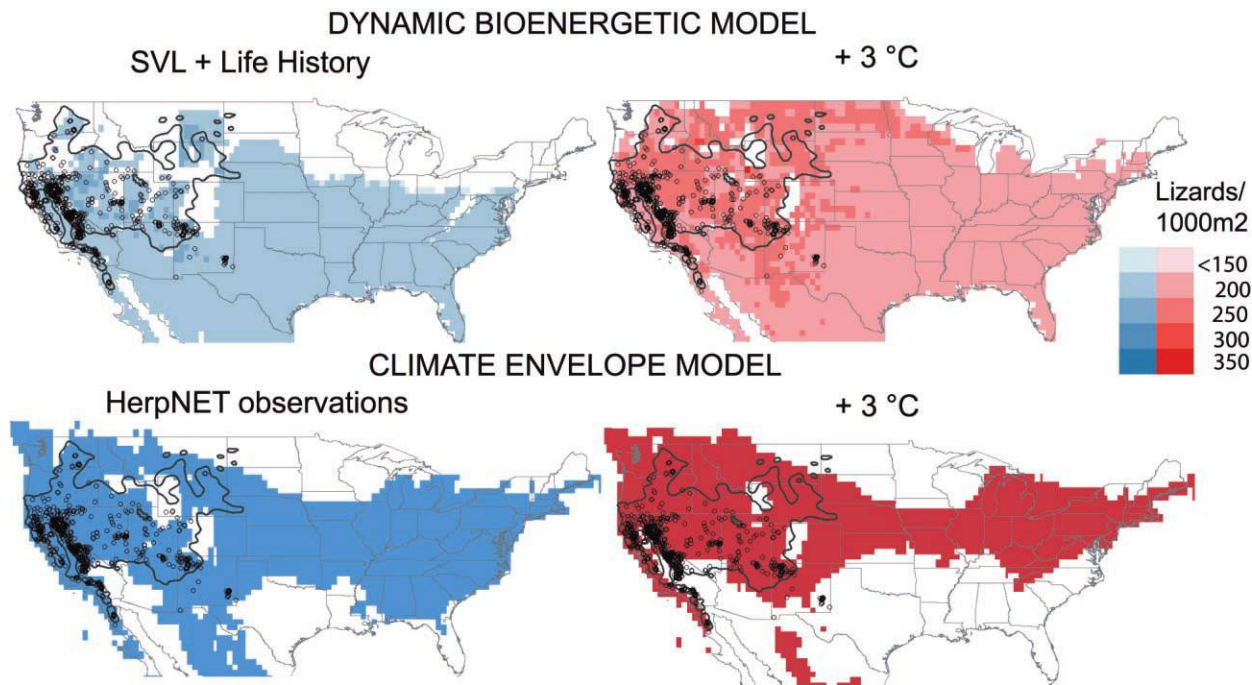 DYNAMIC BIOENERGETIC MODEL
SVL + Life History
+ 3 °C
Lizards/
1000m2
<150
200
250
300
350
CLIMATE ENVELOPE MODEL
HerpNET observations
+ 3 °C